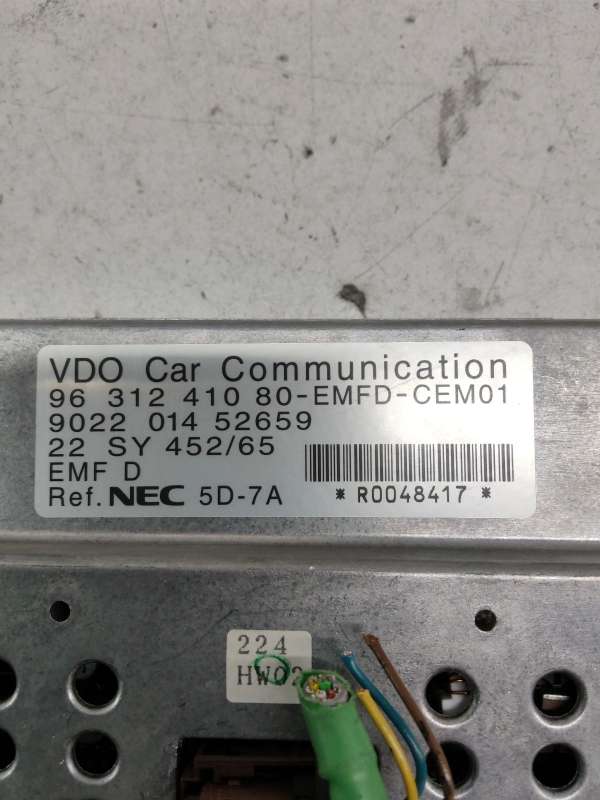 VDO Car Communication
96 312 410 80-EMFD-CEM01
9022 014 52659
22 SY 452/65
EMF D
Ref. NEC 5D-7A * R0048417 *
224
HW02